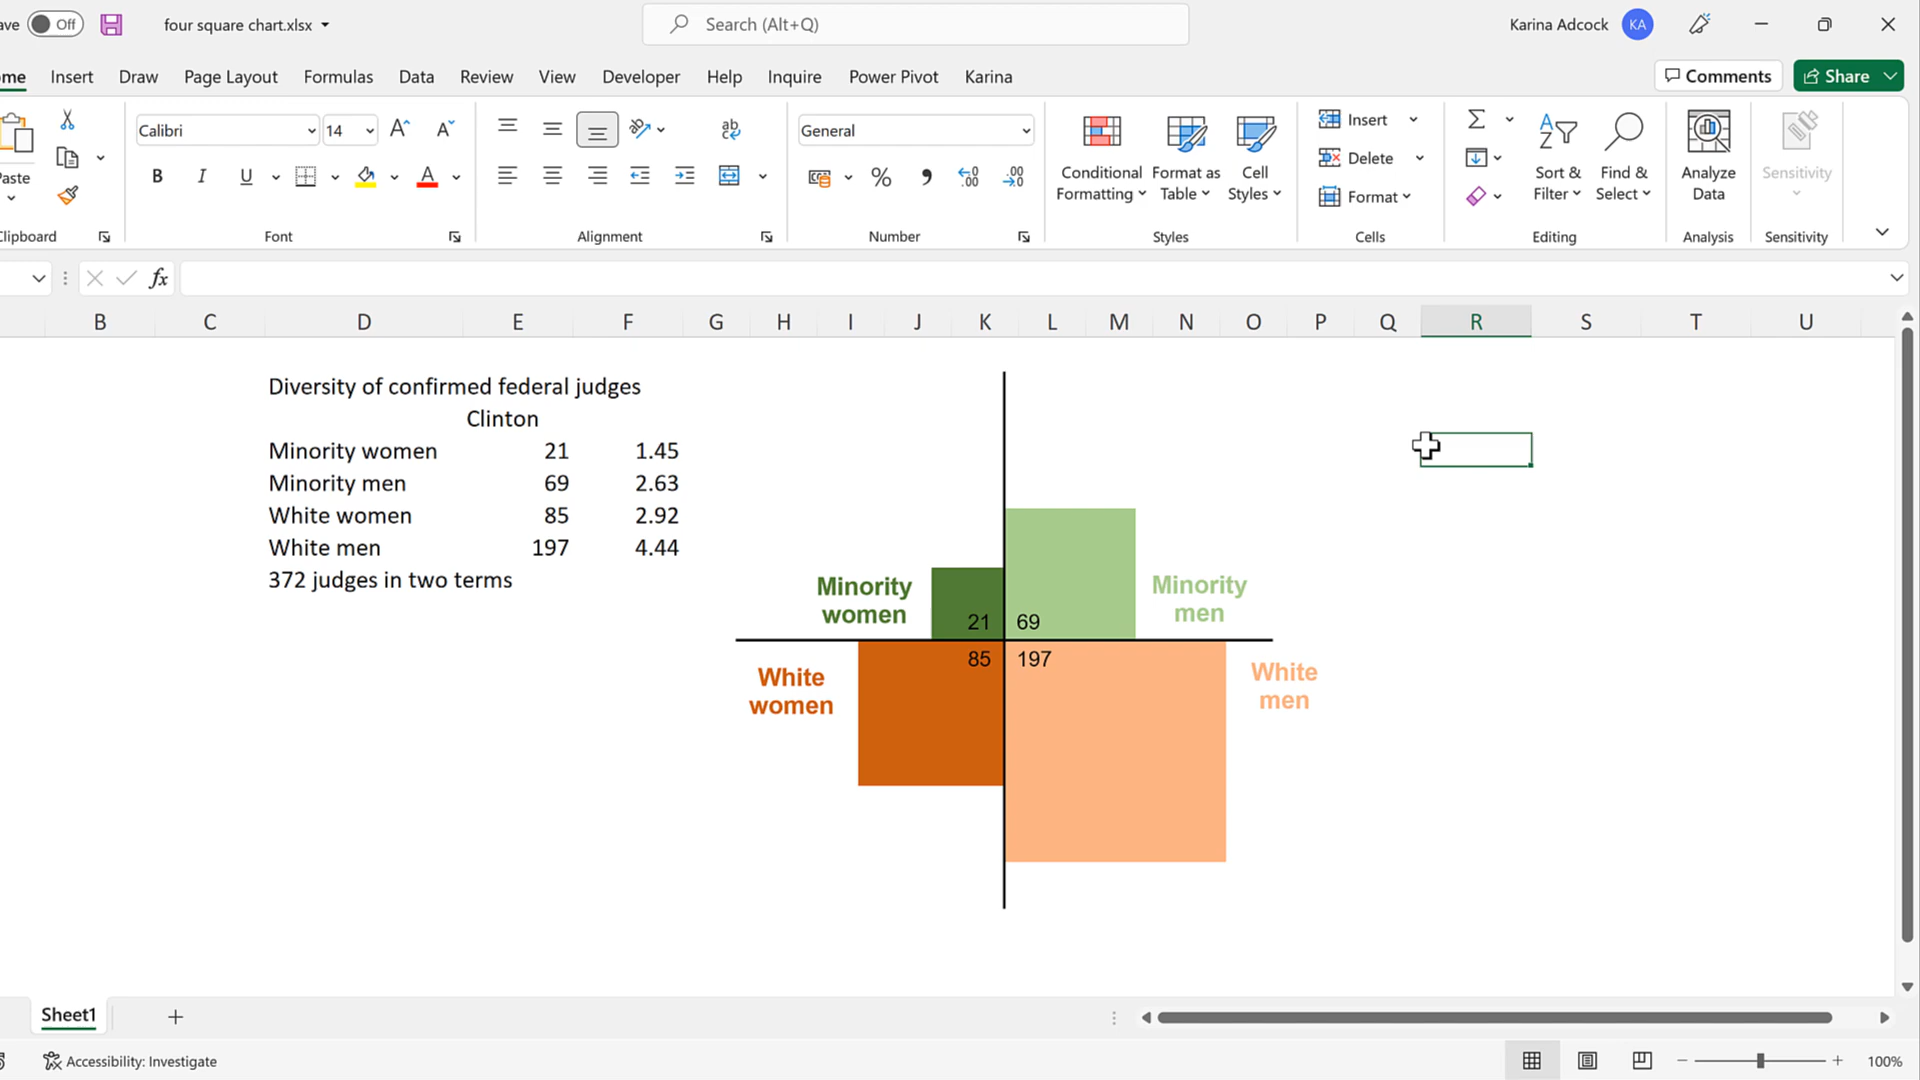 ave Off four square chart.xlsx Search (Alt+Q) Karina Adcock KA
ome Insert Draw Page Layout Formulas Data Review View Developer Help Inquire Power Pivot Karina Comments Share
Calibri 14 General Insert
Paste B I U A Delete
Conditional Formatting Format as Table Cell Styles Format Sort & Filter Find & Select Analyze Data Sensitivity
Clipboard Font Alignment Number Styles Cells Editing Analysis Sensitivity
fx
B C D E F G H I J K L M N O P Q R S T U
Diversity of confirmed federal judges
Clinton
Minority women 21 1.45
Minority men 69 2.63
White women 85 2.92
White men 197 4.44
372 judges in two terms
Minority
women
21
69
Minority
men
White
women
85
197
White
men
Sheet1
Accessibility: Investigate 100%